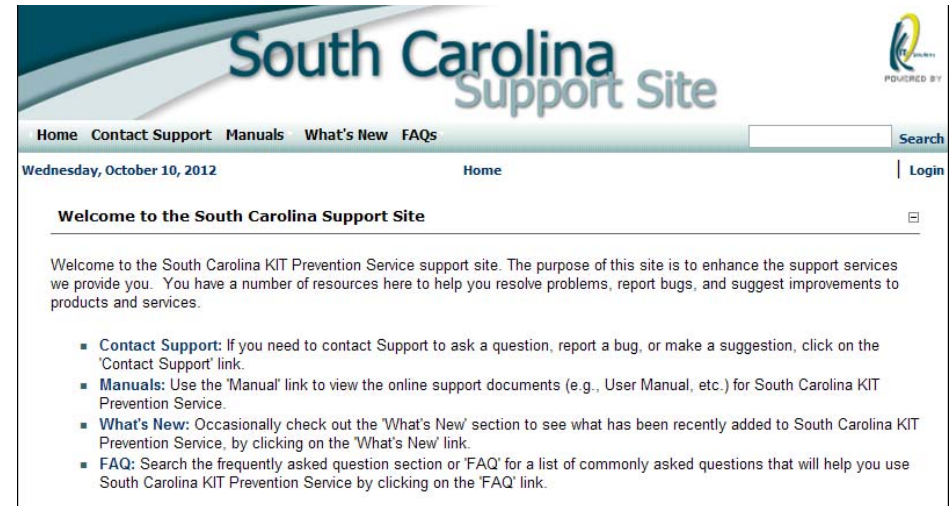 South Carolina
Support Site
KIT
POWERED BY
Home Contact Support Manuals What's New FAQs
Search
Wednesday, October 10, 2012 Home | Login
Welcome to the South Carolina Support Site
Welcome to the South Carolina KIT Prevention Service support site. The purpose of this site is to enhance the support services
we provide you. You have a number of resources here to help you resolve problems, report bugs, and suggest improvements to
products and services.
Contact Support: If you need to contact Support to ask a question, report a bug, or make a suggestion, click on the
'Contact Support' link.
Manuals: Use the 'Manual' link to view the online support documents (e.g., User Manual, etc.) for South Carolina KIT
Prevention Service.
What's New: Occasionally check out the 'What's New' section to see what has been recently added to South Carolina KIT
Prevention Service, by clicking on the 'What's New' link.
FAQ: Search the frequently asked question section or 'FAQ' for a list of commonly asked questions that will help you use
South Carolina KIT Prevention Service by clicking on the 'FAQ' link.